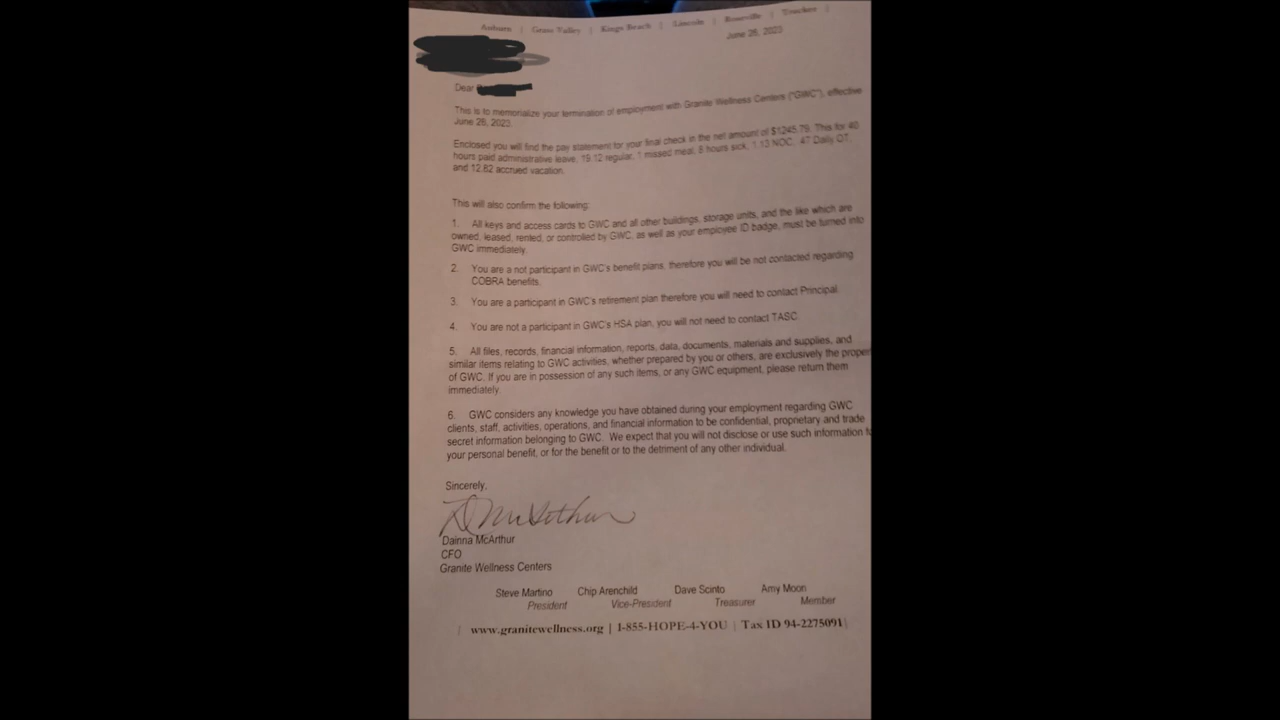 Auburn | Grass Valley | Kings Beach | Lincoln | Roseville | Truckee |
June 26, 2023
Dear
This is to memorialize your termination of employment with Granite Wellness Centers ("GWC"), effective
June 26, 2023.
Enclosed you will find the pay statement for your final check in the net amount of $1245.79. This for 40
hours paid administrative leave, 19.12 regular, 1 missed meal, 8 hours sick, 1.13 NOC, .47 Daily OT,
and 12.82 accrued vacation.
This will also confirm the following:
1. All keys and access cards to GWC and all other buildings, storage units, and the like which are
owned, leased, rented, or controlled by GWC, as well as your employee ID badge, must be turned into
GWC immediately.
2. You are a not participant in GWC's benefit plans, therefore you will be not contacted regarding
COBRA benefits.
3. You are a participant in GWC's retirement plan therefore you will need to contact Principal.
4. You are not a participant in GWC's HSA plan, you will not need to contact TASC.
5. All files, records, financial information, reports, data, documents, materials and supplies, and
similar items relating to GWC activities, whether prepared by you or others, are exclusively the proper
of GWC. If you are in possession of any such items, or any GWC equipment, please return them
immediately.
6. GWC considers any knowledge you have obtained during your employment regarding GWC
clients, staff, activities, operations, and financial information to be confidential, proprietary and trade
secret information belonging to GWC. We expect that you will not disclose or use such information fo
your personal benefit, or for the benefit or to the detriment of any other individual.
Sincerely,
D McArthur
Dainna McArthur
CFO
Granite Wellness Centers
Steve Martino Chip Arenchild Dave Scinto Amy Moon
President Vice-President Treasurer Member
| www.granitewellness.org | 1-855-HOPE-4-YOU | Tax ID 94-2275091|